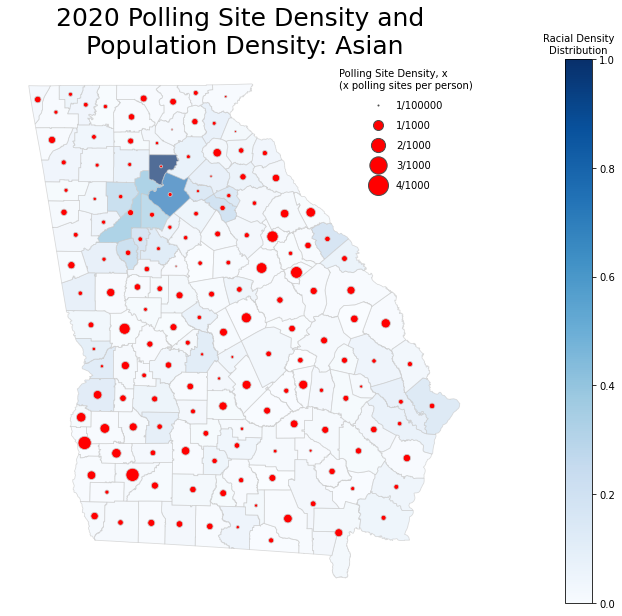 2020 Polling Site Density and
Population Density: Asian
Polling Site Density, x
(x polling sites per person)
1/100000
1/1000
2/1000
3/1000
4/1000
Racial Density
Distribution
1.0
0.8
0.6
0.4
0.2
0.0